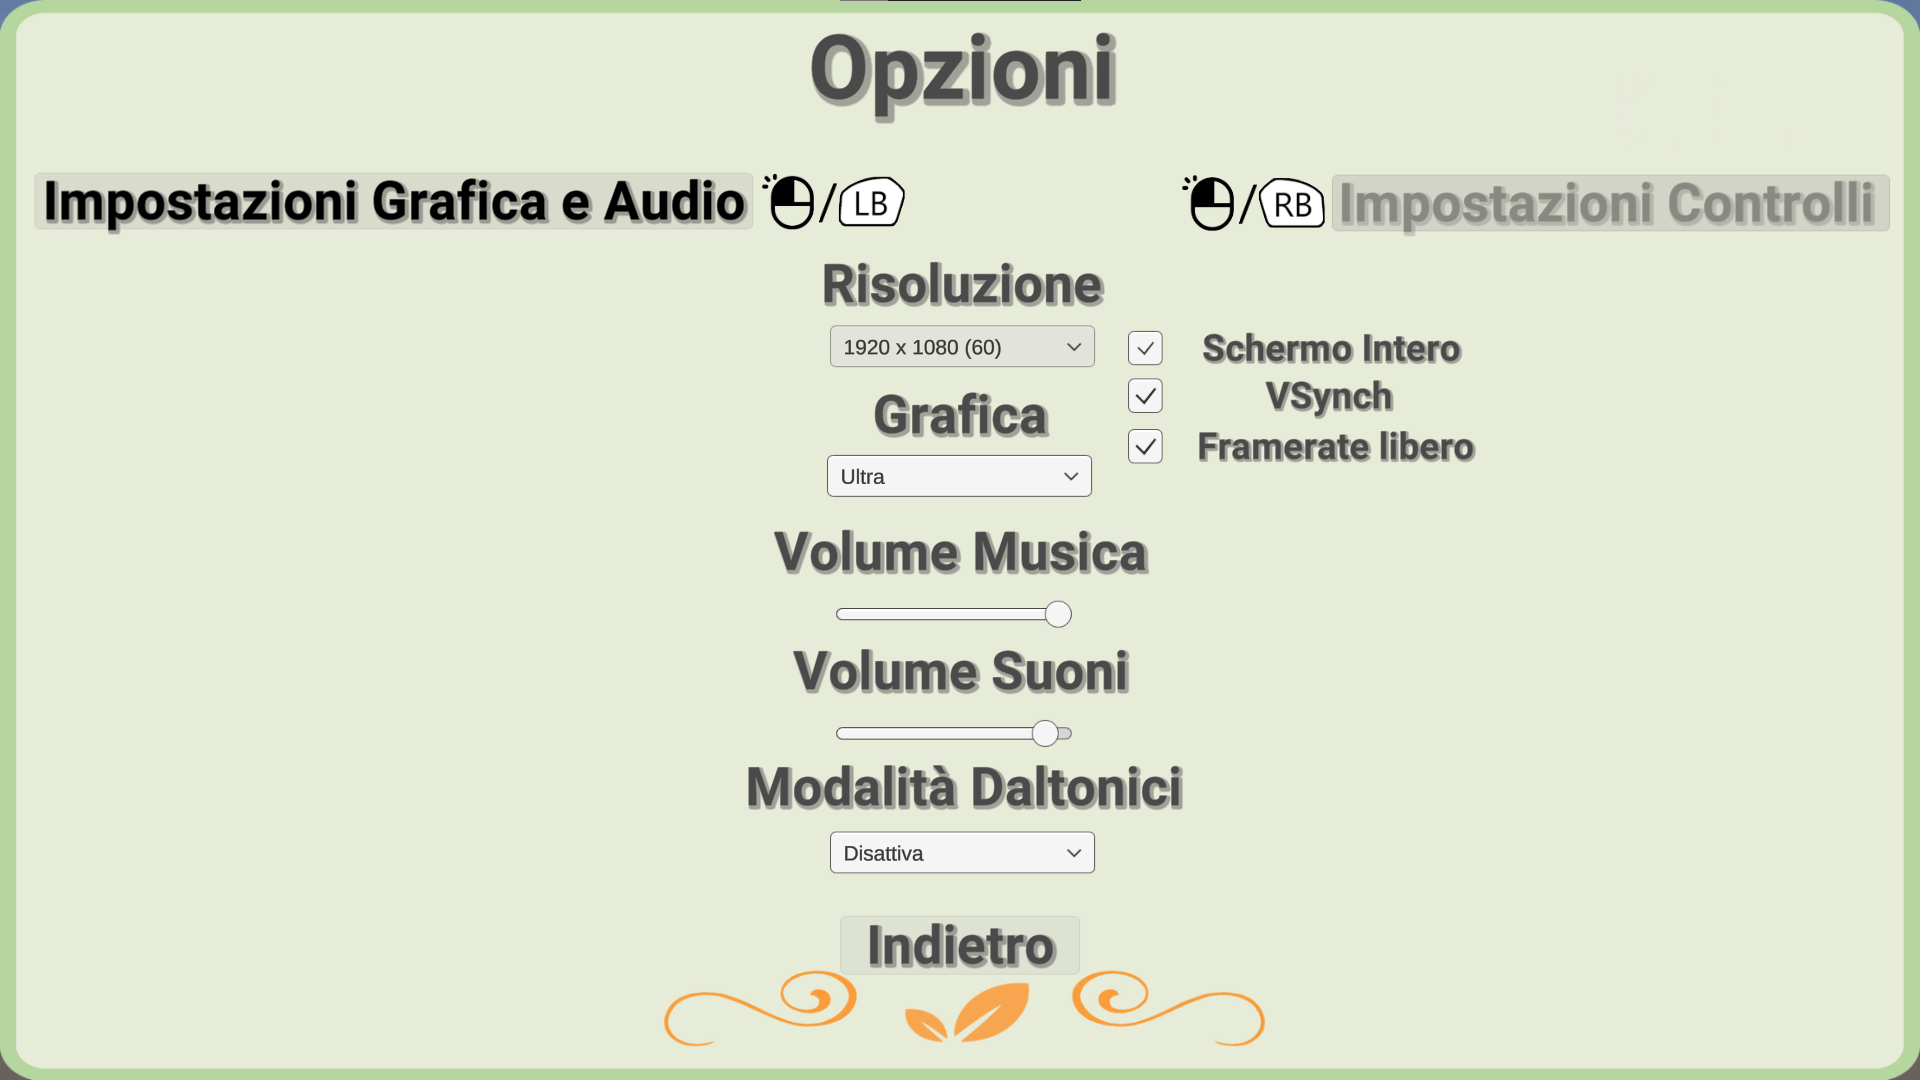 Opzioni
Impostazioni Grafica e Audio / LB / RB Impostazioni Controlli
Risoluzione
1920 x 1080 (60) Schermo Intero
VSynch
Grafica
Framerate libero
Ultra
Volume Musica
Volume Suoni
Modalità Daltonici
Disattiva
Indietro